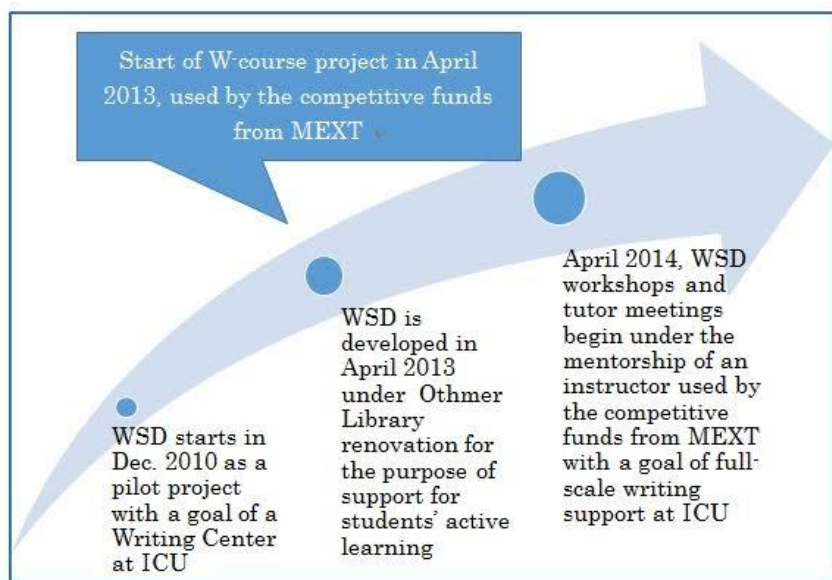 Start of W-course project in April
2013, used by the competitive funds
from MEXT
WSD starts in
Dec. 2010 as a
pilot project
with a goal of a
Writing Center
at ICU
WSD is
developed in
April 2013
under Othmer
Library
renovation for
the purpose of
support for
students' active
learning
April 2014, WSD
workshops and
tutor meetings
begin under the
mentorship of an
instructor used by
the competitive
funds from MEXT
with a goal of full-
scale writing
support at ICU